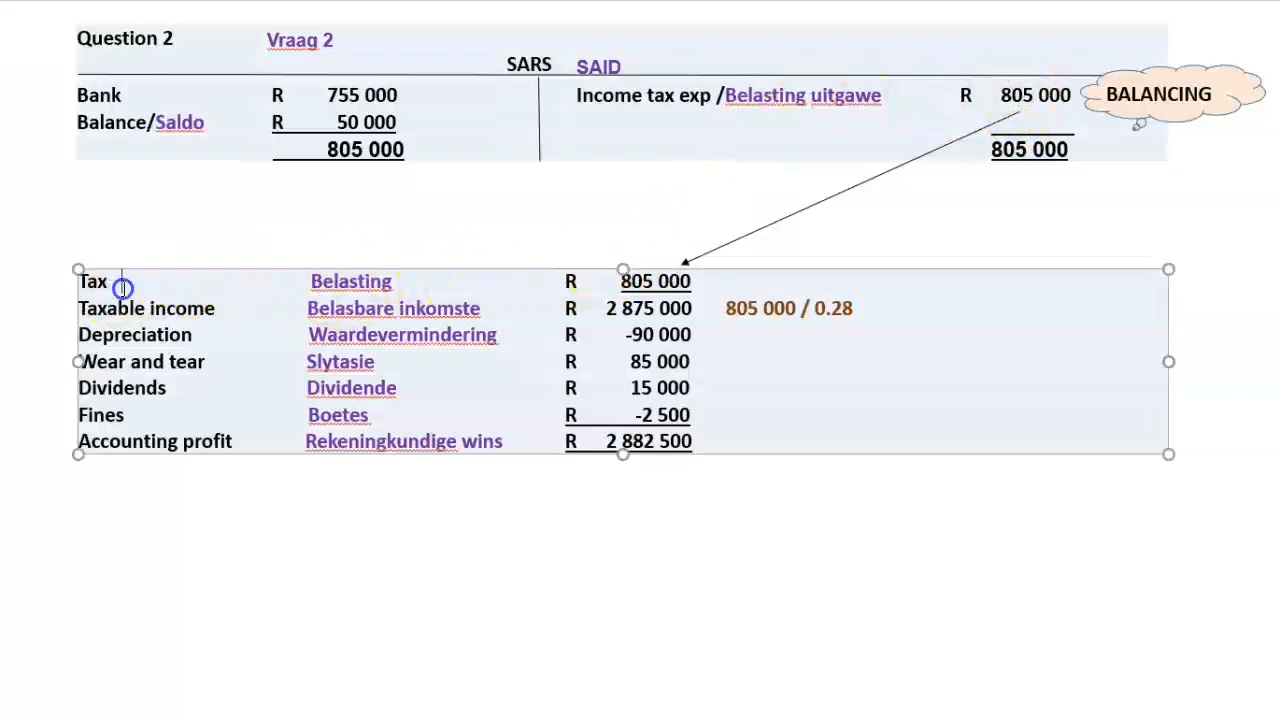 Question 2 Vraag 2
SARS SAID
Bank R 755 000 Income tax exp /Belasting uitgawe R 805 000 BALANCING
Balance/Saldo R 50 000
805 000 805 000
Tax Belasting R 805 000
Taxable income Belasbare inkomste R 2 875 000 805 000 / 0.28
Depreciation Waardevermindering R -90 000
Wear and tear Slytasie R 85 000
Dividends Dividende R 15 000
Fines Boetes R -2 500
Accounting profit Rekeningkundige wins R 2 882 500